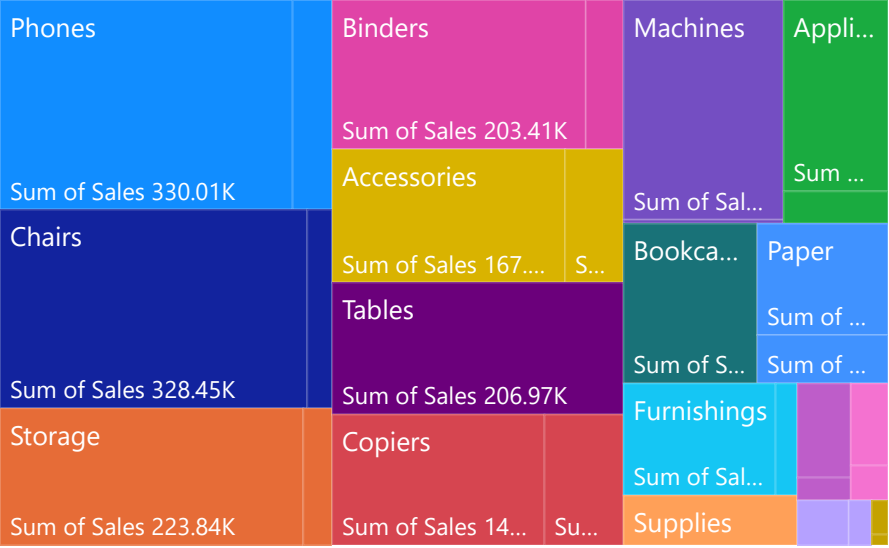 Phones
Sum of Sales 330.01K
Chairs
Sum of Sales 328.45K
Storage
Sum of Sales 223.84K
Binders
Sum of Sales 203.41K
Accessories
Sum of Sales 167....
S...
Tables
Sum of Sales 206.97K
Copiers
Sum of Sales 14...
Su...
Machines
Sum of Sal...
Appli...
Sum ...
Bookca...
Sum of S...
Paper
Sum of ...
Sum of ...
Furnishings
Sum of Sal...
Supplies